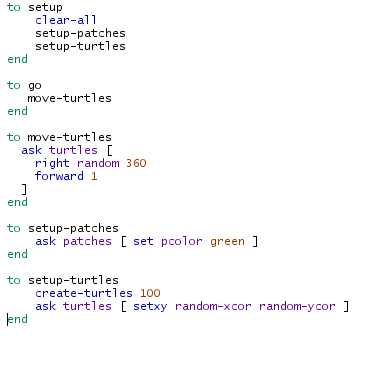 to setup
clear-all
setup-patches
setup-turtles
end
to go
move-turtles
end
to move-turtles
ask turtles [
right random 360
forward 1
]
end
to setup-patches
ask patches [ set pcolor green ]
end
to setup-turtles
create-turtles 100
ask turtles [ setxy random-xcor random-ycor ]
end